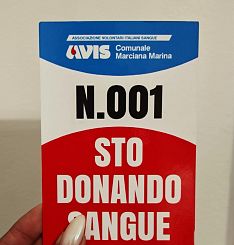 ASSOCIAZIONE VOLONTARI ITALIANI SANGUE
AVIS Comunale
Marciana Marina
N.001
STO
DONANDO
SANGUE